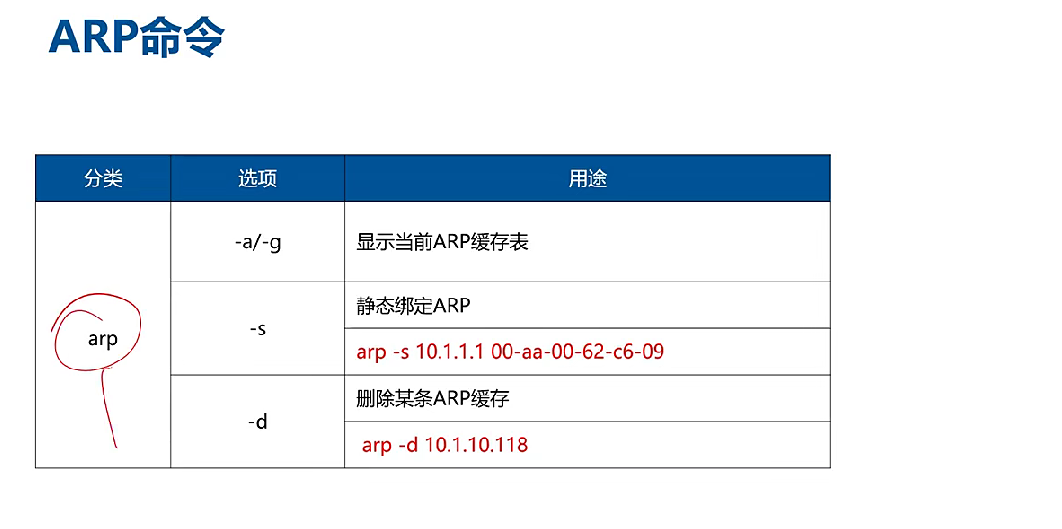 ARP命令
分类 选项 用途
-a/-g 显示当前ARP缓存表
静态绑定ARP
-s
arp
arp -s 10.1.1.1 00-aa-00-62-c6-09
删除某条ARP缓存
-d
arp -d 10.1.10.118